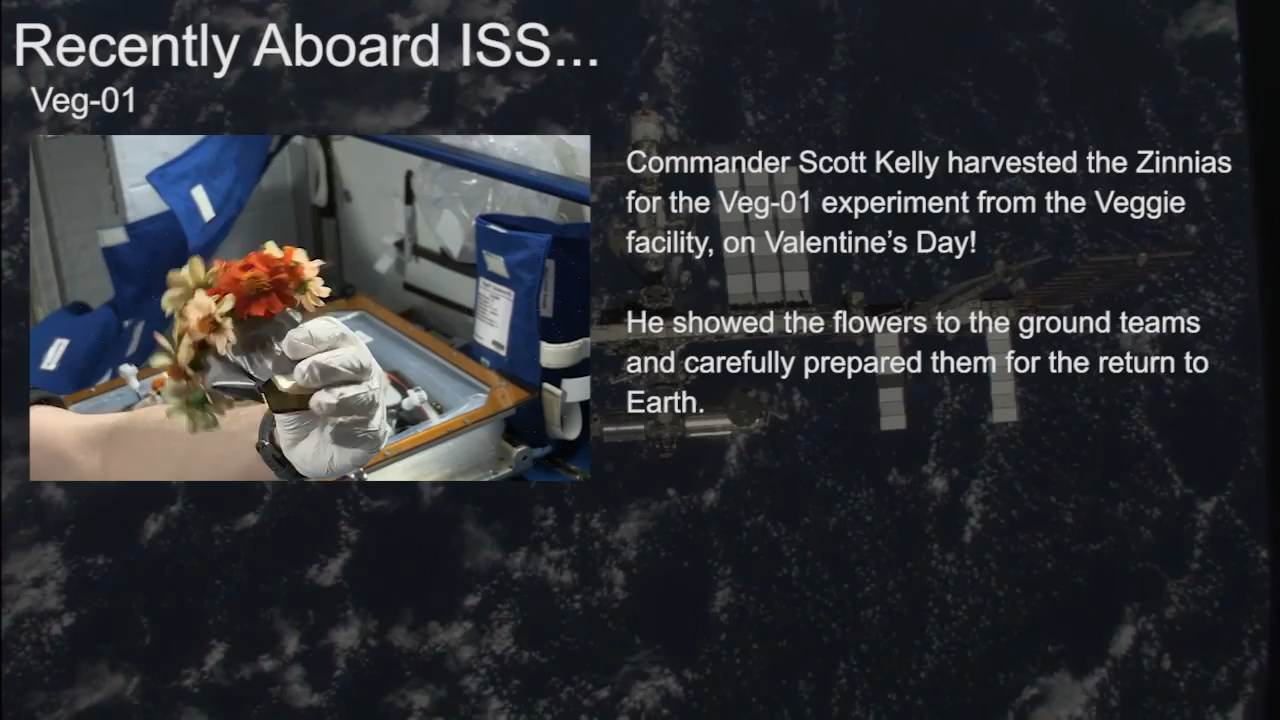 Recently Aboard ISS...
Veg-01
Commander Scott Kelly harvested the Zinnias
for the Veg-01 experiment from the Veggie
facility, on Valentine’s Day!
He showed the flowers to the ground teams
and carefully prepared them for the return to
Earth.